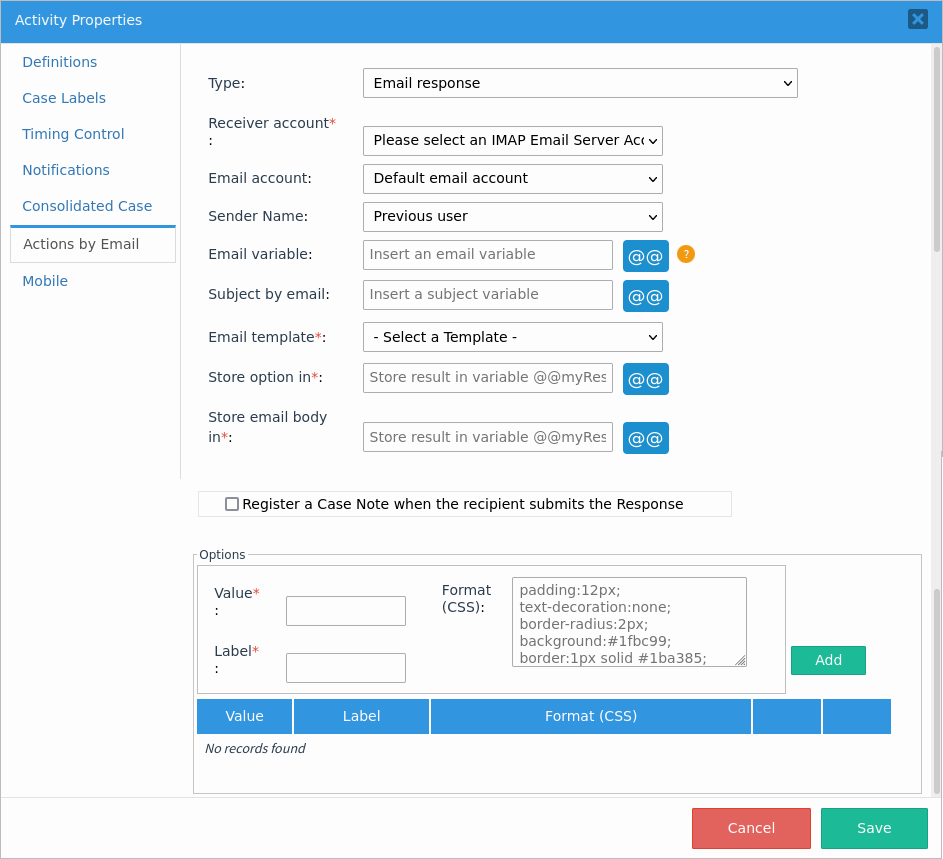 Activity Properties
Definitions
Case Labels
Timing Control
Notifications
Consolidated Case
Actions by Email
Mobile
Type:
Email response
Receiver account*
:
Please select an IMAP Email Server Acc
Email account:
Default email account
Sender Name:
Previous user
Email variable:
Insert an email variable
@@
?
Subject by email:
Insert a subject variable
@@
Email template*:
- Select a Template -
Store option in*:
Store result in variable @@myRes
@@
Store email body
in*:
Store result in variable @@myRes
@@
Register a Case Note when the recipient submits the Response
Options
Value*
:
Label*
:
Format
(CSS):
padding:12px;
text-decoration:none;
border-radius:2px;
background:#1fbc99;
border:1px solid #1ba385;
Add
Value
Label
Format (CSS)
No records found
Cancel
Save